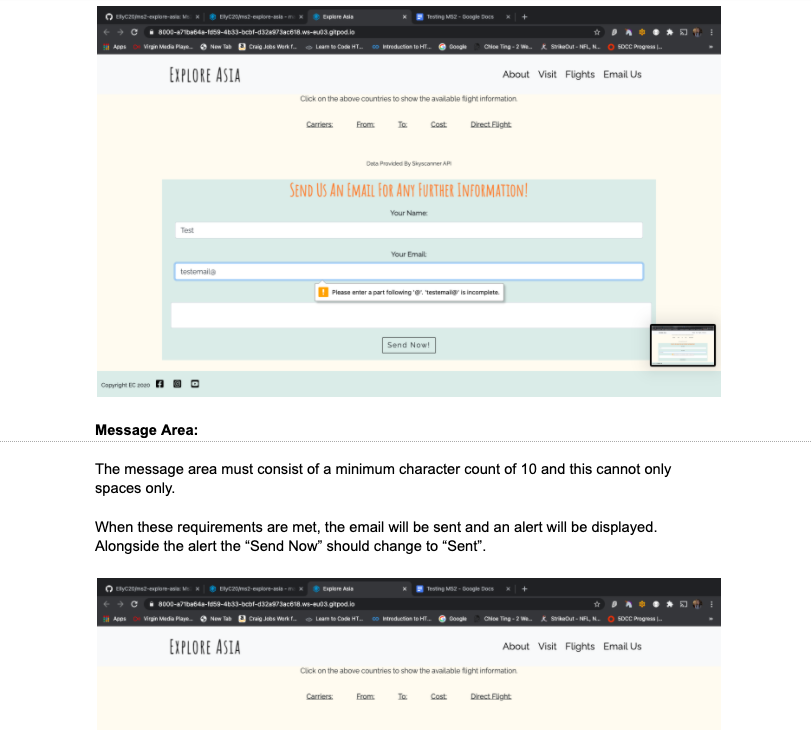 EllyC20/ms2-explore-asia: Mi
EllyC20/ms2-explore-asia
Explore Asia
Testing MS2 - Google Docs
8000-a71ba64a-fd59-4b33-bcbf-d32a973ac618.ws-eu03.gitpod.io
Apps Virgin Media Playe... New Tab Craig Jobs Work f... Learn to Code HT... Introduction to HT... Google Chloe Ting - 2 We... StrikeOut - NFL, N... 5DCC Progress |...
EXPLORE ASIA
About Visit Flights Email Us
Click on the above countries to show the available flight information.
Carriers: From: To: Cost: Direct Flight:
Data Provided By Skyscanner API
SEND US AN EMAIL FOR ANY FURTHER INFORMATION!
Your Name:
Test
Your Email:
testemail@
Please enter a part following '@'. 'testemail@' is incomplete.
Send Now!
Copyright EC 2020
Message Area:
The message area must consist of a minimum character count of 10 and this cannot only
spaces only.
When these requirements are met, the email will be sent and an alert will be displayed.
Alongside the alert the “Send Now” should change to “Sent”.
EllyC20/ms2-explore-asia: Mi
EllyC20/ms2-explore-asia
Explore Asia
Testing MS2 - Google Docs
8000-a71ba64a-fd59-4b33-bcbf-d32a973ac618.ws-eu03.gitpod.io
Apps Virgin Media Playe... New Tab Craig Jobs Work f... Learn to Code HT... Introduction to HT... Google Chloe Ting - 2 We... StrikeOut - NFL, N... 5DCC Progress |...
EXPLORE ASIA
About Visit Flights Email Us
Click on the above countries to show the available flight information.
Carriers: From: To: Cost: Direct Flight: